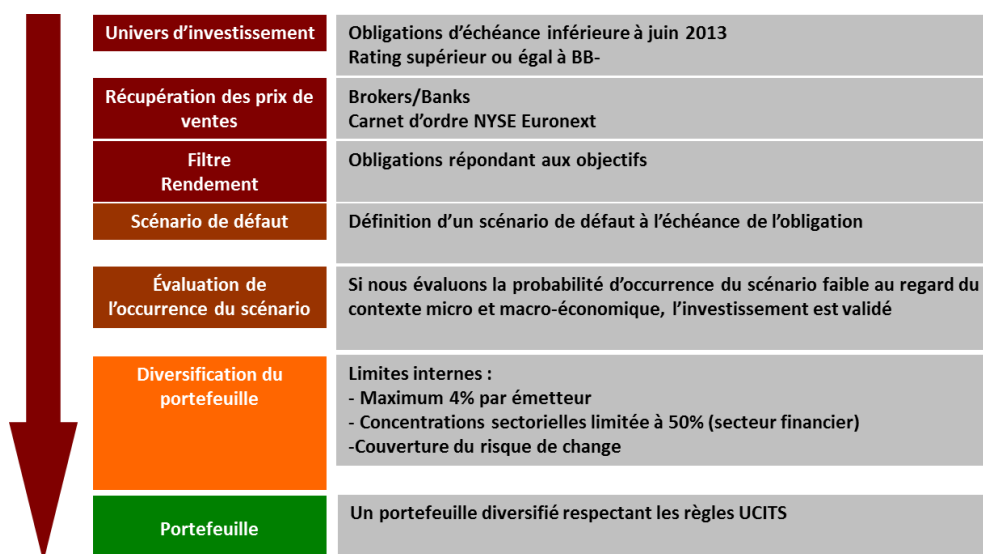 Univers d'investissement
Obligations d'échéance inférieure à juin 2013
Rating supérieur ou égal à BB-
Récupération des prix de
ventes
Brokers/Banks
Carnet d'ordre NYSE Euronext
Filtre
Rendement
Obligations répondant aux objectifs
Scénario de défaut
Définition d'un scénario de défaut à l'échéance de l'obligation
Évaluation de
l'occurrence du scénario
Si nous évaluons la probabilité d'occurrence du scénario faible au regard du
contexte micro et macro-économique, l'investissement est validé
Diversification du
portefeuille
Limites internes :
- Maximum 4% par émetteur
- Concentrations sectorielles limitée à 50% (secteur financier)
-Couverture du risque de change
Portefeuille
Un portefeuille diversifié respectant les règles UCITS